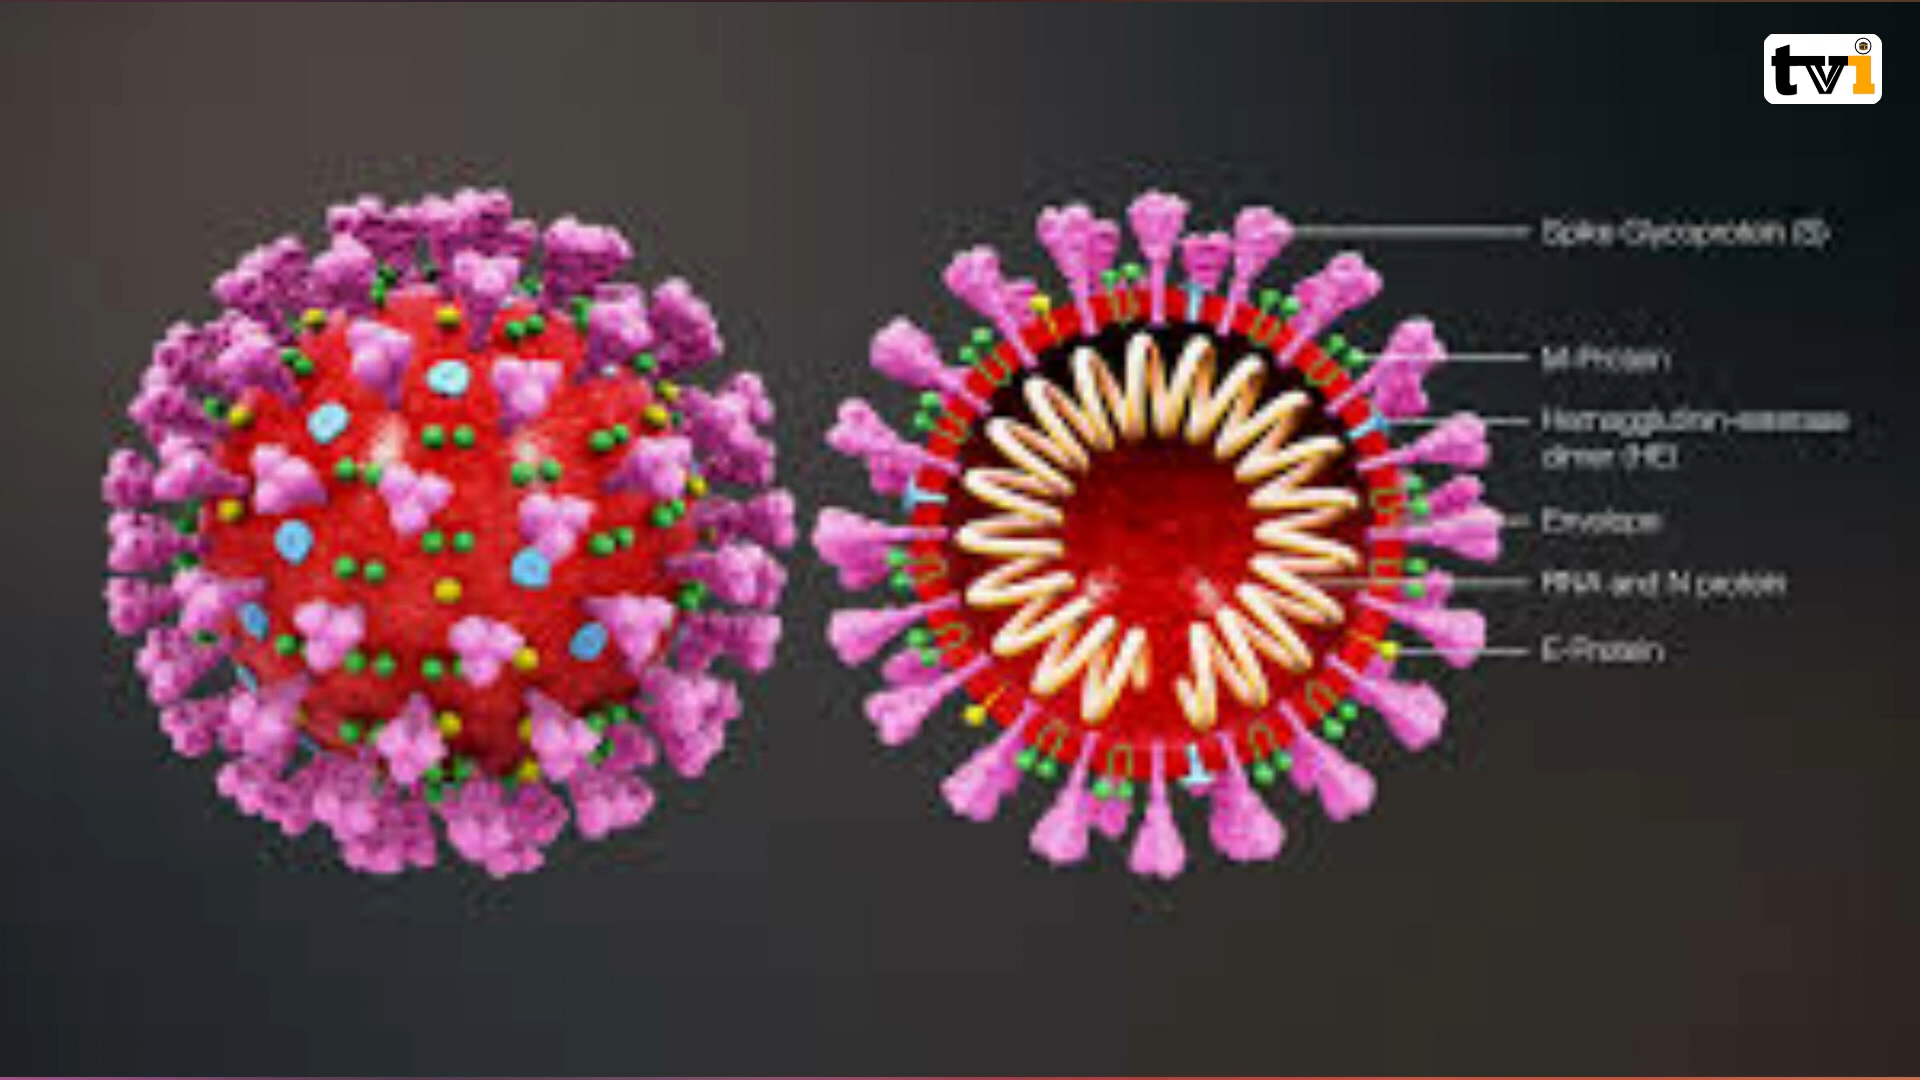 tvi
Spike Glycoprotein (S)
M-Protein
Hemagglutinin-esterase
dimer (HE)
Envelope
RNA and N protein
E-Protein